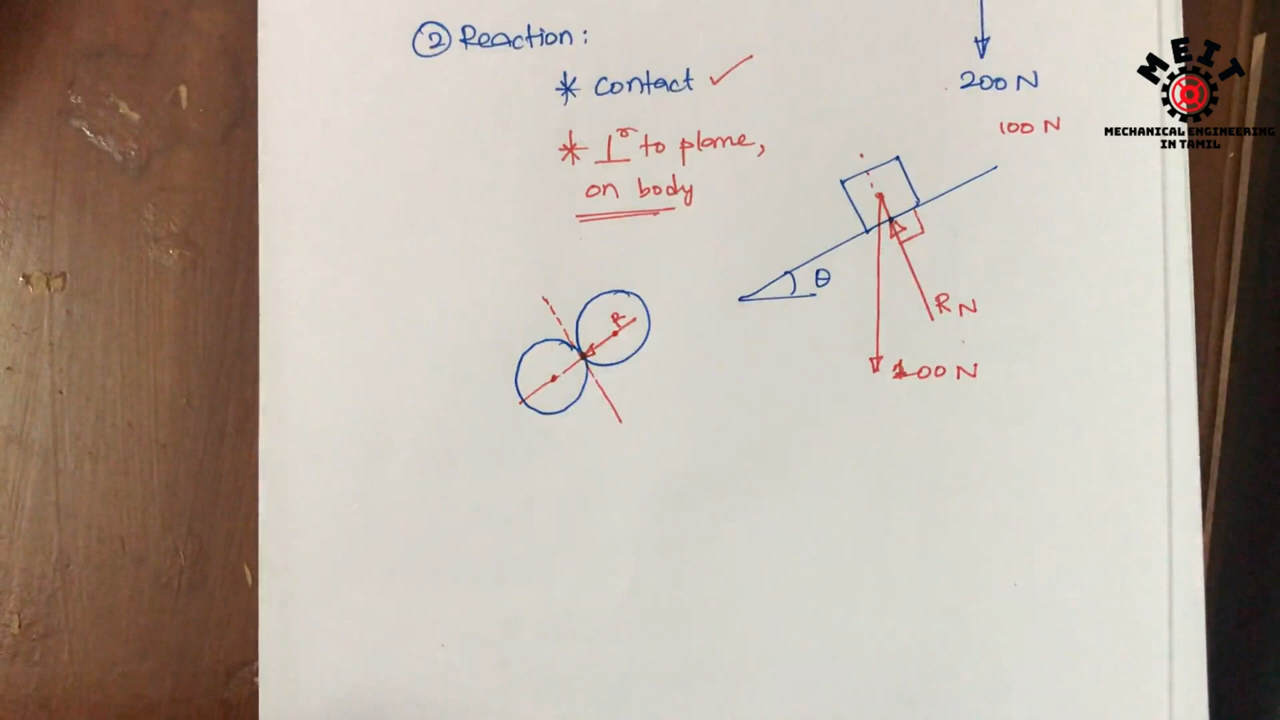 ② Reaction:
* contact ✓
* ⊥r to plane,
on body
200 N
100 N
θ
RN
100 N
R
MEIT
MECHANICAL ENGINEERING
IN TAMIL